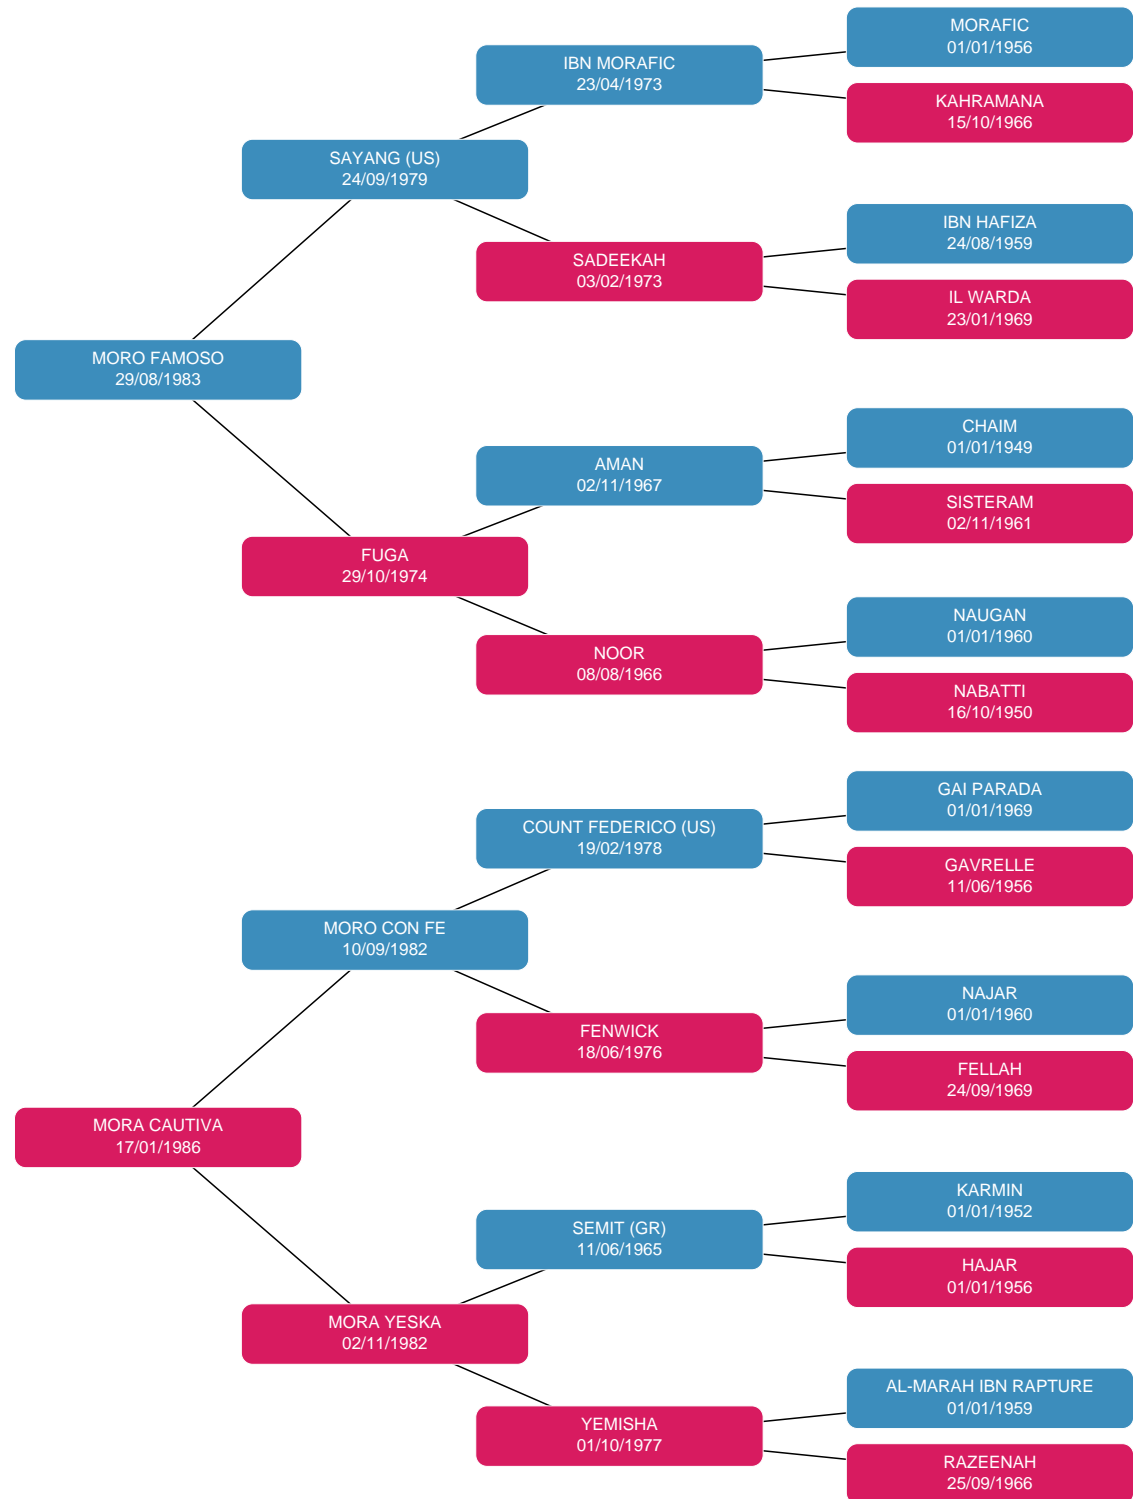 MORAFIC
01/01/1956
IBN MORAFIC
23/04/1973
KAHRAMANA
15/10/1966
SAYANG (US)
24/09/1979
IBN HAFIZA
24/08/1959
SADEEKAH
03/02/1973
IL WARDA
23/01/1969
MORO FAMOSO
29/08/1983
CHAIM
01/01/1949
AMAN
02/11/1967
SISTERAM
02/11/1961
FUGA
29/10/1974
NAUGAN
01/01/1960
NOOR
08/08/1966
NABATTI
16/10/1950
GAI PARADA
01/01/1969
COUNT FEDERICO (US)
19/02/1978
GAVRELLE
11/06/1956
MORO CON FE
10/09/1982
NAJAR
01/01/1960
FENWICK
18/06/1976
FELLAH
24/09/1969
MORA CAUTIVA
17/01/1986
KARMIN
01/01/1952
SEMIT (GR)
11/06/1965
HAJAR
01/01/1956
MORA YESKA
02/11/1982
AL-MARAH IBN RAPTURE
01/01/1959
YEMISHA
01/10/1977
RAZEENAH
25/09/1966